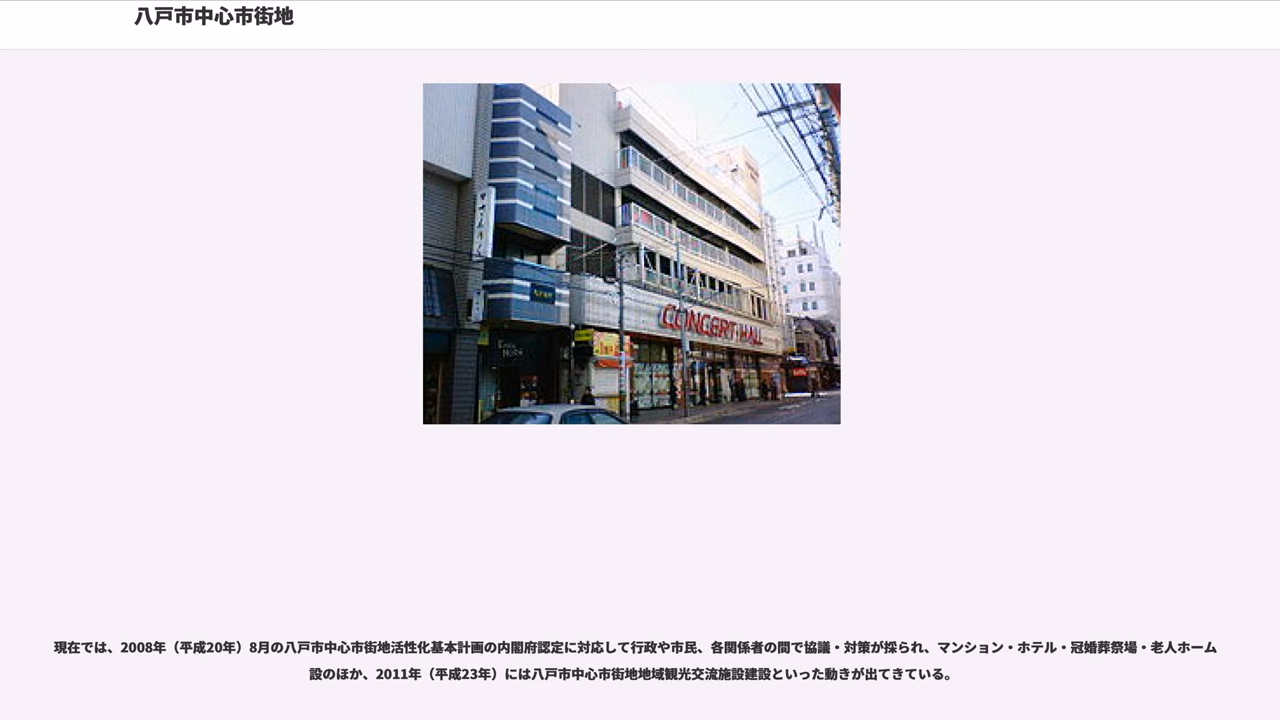 八戸市中心市街地
CONCERT HALL
現在では、2008年（平成20年）8月の八戸市中心市街地活性化基本計画の内閣府認定に対応して行政や市民、各関係者の間で協議・対策が採られ、マンション・ホテル・冠婚葬祭場・老人ホーム
設のほか、2011年（平成23年）には八戸市中心市街地地域観光交流施設建設といった動きが出てきている。